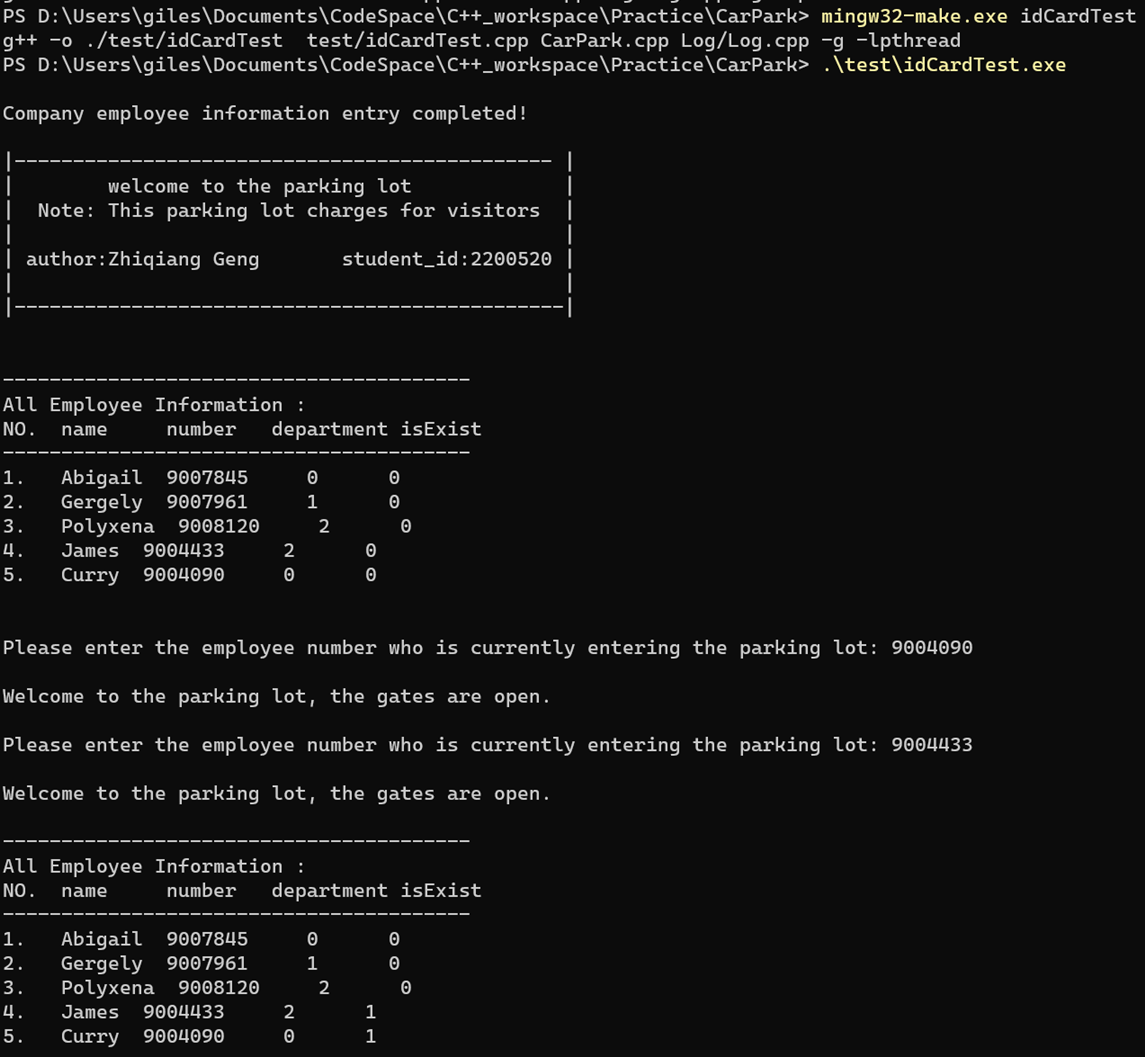 PS D:\Users\giles\Documents\CodeSpace\C++_workspace\Practice\CarPark> mingw32-make.exe idCardTest
g++ -o ./test/idCardTest  test/idCardTest.cpp CarPark.cpp Log/Log.cpp -g -lpthread
PS D:\Users\giles\Documents\CodeSpace\C++_workspace\Practice\CarPark> .\test\idCardTest.exe
Company employee information entry completed!
|---------------------------------------------- |
|        welcome to the parking lot             |
|  Note: This parking lot charges for visitors  |
|                                               |
| author:Zhiqiang Geng       student_id:2200520 |
|                                               |
|-----------------------------------------------|
----------------------------------------
All Employee Information :
NO.  name     number   department isExist
----------------------------------------
1.   Abigail  9007845     0      0
2.   Gergely  9007961     1      0
3.   Polyxena  9008120     2      0
4.   James  9004433     2      0
5.   Curry  9004090     0      0
Please enter the employee number who is currently entering the parking lot: 9004090
Welcome to the parking lot, the gates are open.
Please enter the employee number who is currently entering the parking lot: 9004433
Welcome to the parking lot, the gates are open.
----------------------------------------
All Employee Information :
NO.  name     number   department isExist
----------------------------------------
1.   Abigail  9007845     0      0
2.   Gergely  9007961     1      0
3.   Polyxena  9008120     2      0
4.   James  9004433     2      1
5.   Curry  9004090     0      1